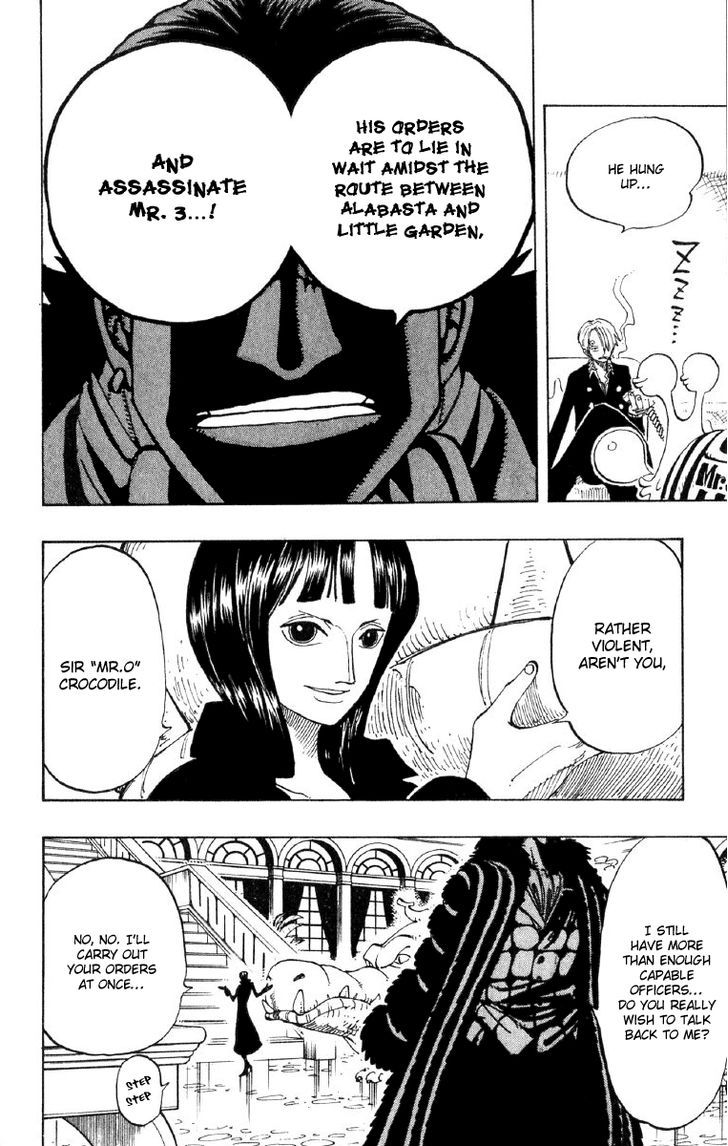 HE HUNG
UP...
ZZZ...
Mr.
HIS ORDERS
ARE TO LIE IN
WAIT AMIDST THE
ROUTE BETWEEN
ALABASTA AND
LITTLE GARDEN,
AND
ASSASSINATE
MR. 3...!
RATHER
VIOLENT,
AREN'T YOU,
SIR "MR.0"
CROCODILE.
I STILL
HAVE MORE
THAN ENOUGH
CAPABLE
OFFICERS...
DO YOU REALLY
WISH TO TALK
BACK TO ME?
NO, NO. I'LL
CARRY OUT
YOUR ORDERS
AT ONCE...
STEP
STEP